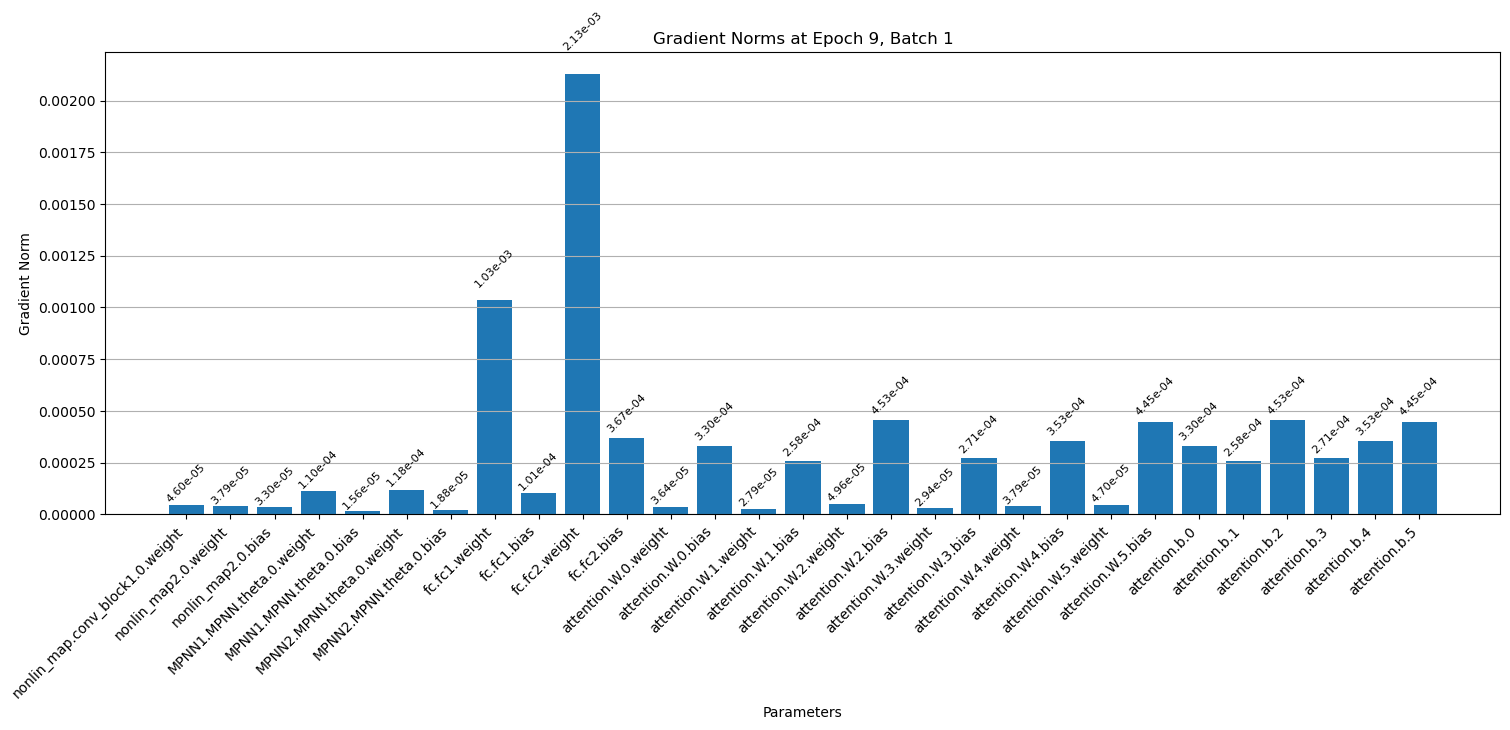 Gradient Norms at Epoch 9, Batch 1
Gradient Norm
0.00200
0.00175
0.00150
0.00125
0.00100
0.00075
0.00050
0.00025
0.00000
4.60e-05
3.79e-05
3.30e-05
1.10e-04
1.56e-05
1.18e-04
1.88e-05
1.03e-03
1.01e-04
2.13e-03
3.67e-04
3.64e-05
3.30e-04
2.79e-05
2.58e-04
4.96e-05
4.53e-04
2.94e-05
2.71e-04
3.79e-05
3.53e-04
4.70e-05
4.45e-04
3.30e-04
2.58e-04
4.53e-04
2.71e-04
3.53e-04
4.45e-04
nonlin_map.conv_block1.0.weight
nonlin_map2.0.weight
nonlin_map2.0.bias
MPNN1.MPNN.theta.0.weight
MPNN1.MPNN.theta.0.bias
MPNN2.MPNN.theta.0.weight
MPNN2.MPNN.theta.0.bias
fc.fc1.weight
fc.fc1.bias
fc.fc2.weight
fc.fc2.bias
attention.W.0.weight
attention.W.0.bias
attention.W.1.weight
attention.W.1.bias
attention.W.2.weight
attention.W.2.bias
attention.W.3.weight
attention.W.3.bias
attention.W.4.weight
attention.W.4.bias
attention.W.5.weight
attention.W.5.bias
attention.b.0
attention.b.1
attention.b.2
attention.b.3
attention.b.4
attention.b.5
Parameters